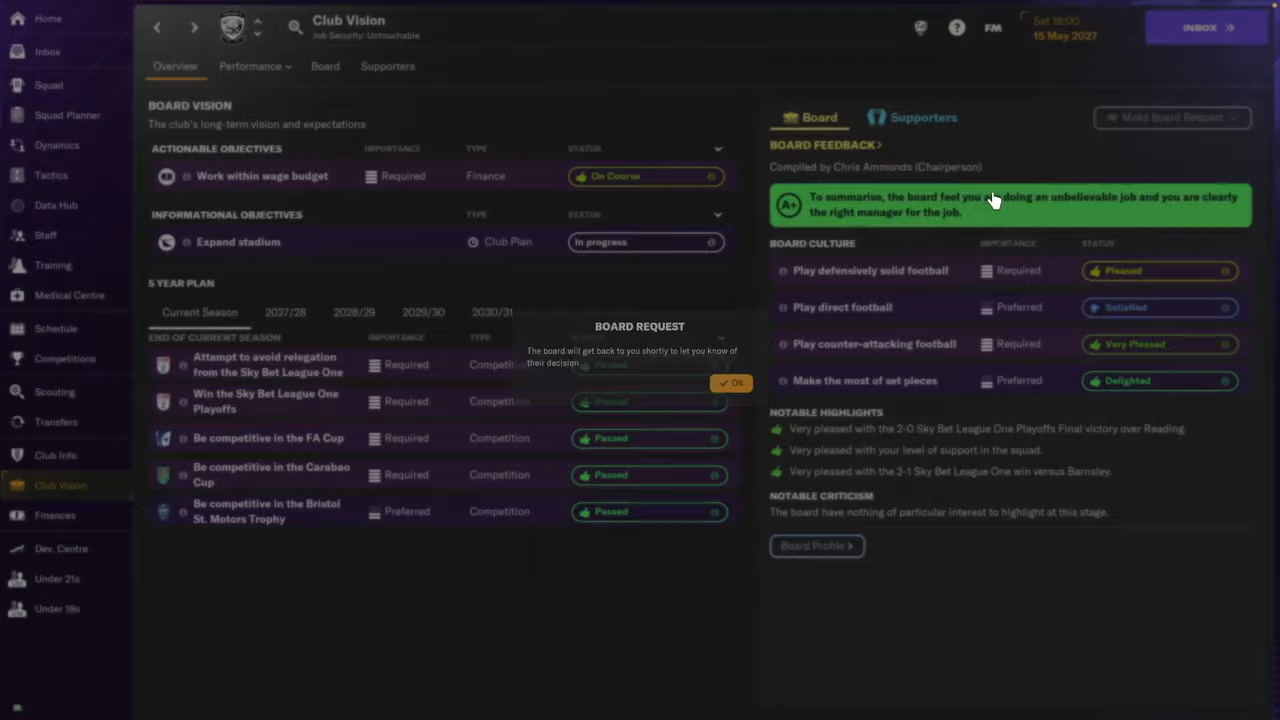 Home
Inbox
Squad
Squad Planner
Dynamics
Tactics
Data Hub
Staff
Training
Medical Centre
Schedule
Competitions
Scouting
Transfers
Club Info
Club Vision
Finances
Dev. Centre
Under 21s
Under 18s
Club Vision
Job Security: Untouchable
?
FM
Sat 18:00
15 May 2027
INBOX
Overview
Performance
Board
Supporters
BOARD VISION
The club's long-term vision and expectations
ACTIONABLE OBJECTIVES IMPORTANCE TYPE STATUS
Work within wage budget Required Finance On Course
INFORMATIONAL OBJECTIVES TYPE STATUS
Expand stadium Club Plan In progress
5 YEAR PLAN
Current Season 2027/28 2028/29 2029/30 2030/31
END OF CURRENT SEASON IMPORTANCE TYPE
Attempt to avoid relegation
from the Sky Bet League One
Required Competition Passed
Win the Sky Bet League One
Playoffs
Required Competition Passed
Be competitive in the FA Cup Required Competition Passed
Be competitive in the Carabao
Cup
Required Competition Passed
Be competitive in the Bristol
St. Motors Trophy
Preferred Competition Passed
BOARD REQUEST
The board will get back to you shortly to let you know of
their decision
Ok
Board
Supporters
Make Board Request
BOARD FEEDBACK
Compiled by Chris Ammonds (Chairperson)
A+
To summarise, the board feel you are doing an unbelievable job and you are clearly
the right manager for the job.
BOARD CULTURE IMPORTANCE STATUS
Play defensively solid football Required Pleased
Play direct football Preferred Satisfied
Play counter-attacking football Required Very Pleased
Make the most of set pieces Preferred Delighted
NOTABLE HIGHLIGHTS
Very pleased with the 2-0 Sky Bet League One Playoffs Final victory over Reading.
Very pleased with your level of support in the squad.
Very pleased with the 2-1 Sky Bet League One win versus Barnsley.
NOTABLE CRITICISM
The board have nothing of particular interest to highlight at this stage.
Board Profile